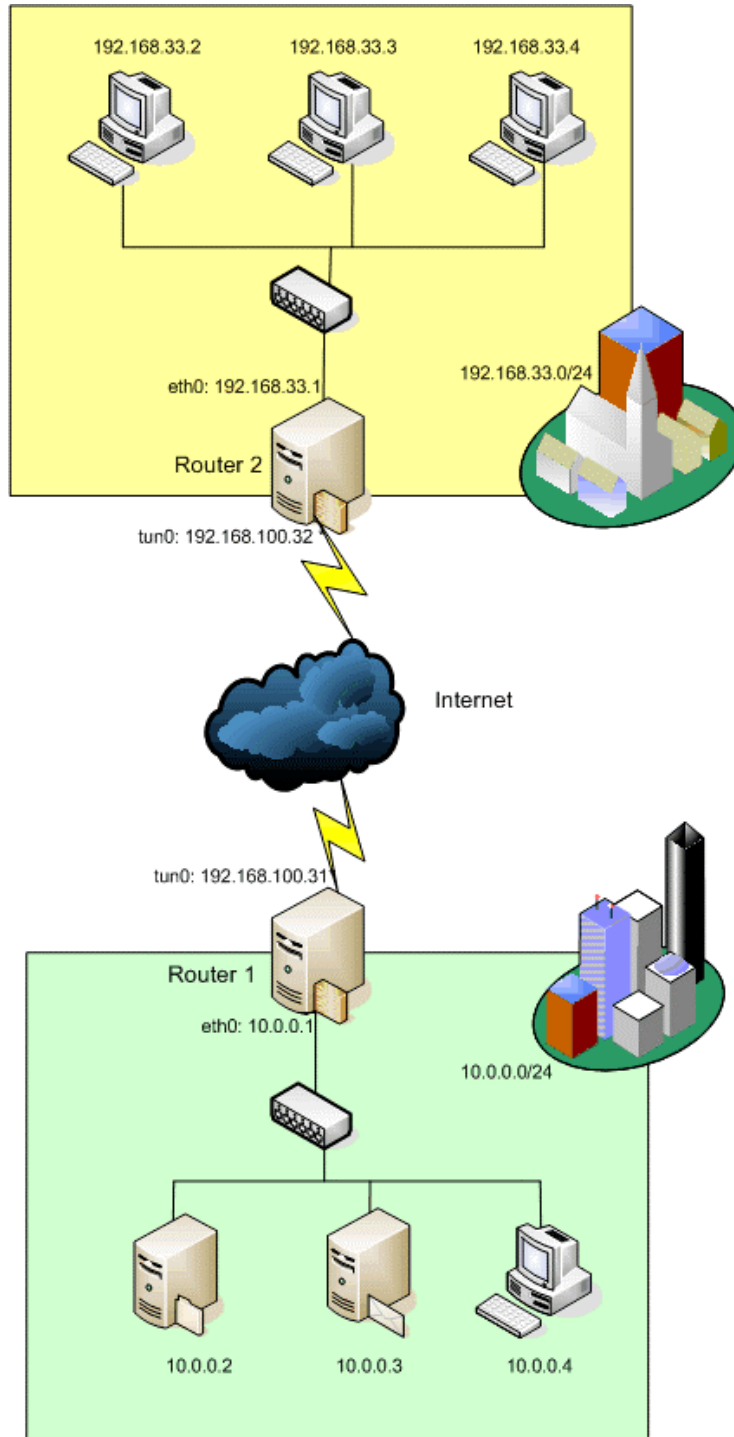 192.168.33.2
192.168.33.3
192.168.33.4
eth0: 192.168.33.1
192.168.33.0/24
Router 2
tun0: 192.168.100.32
Internet
tun0: 192.168.100.31
Router 1
eth0: 10.0.0.1
10.0.0.0/24
10.0.0.2
10.0.0.3
10.0.0.4